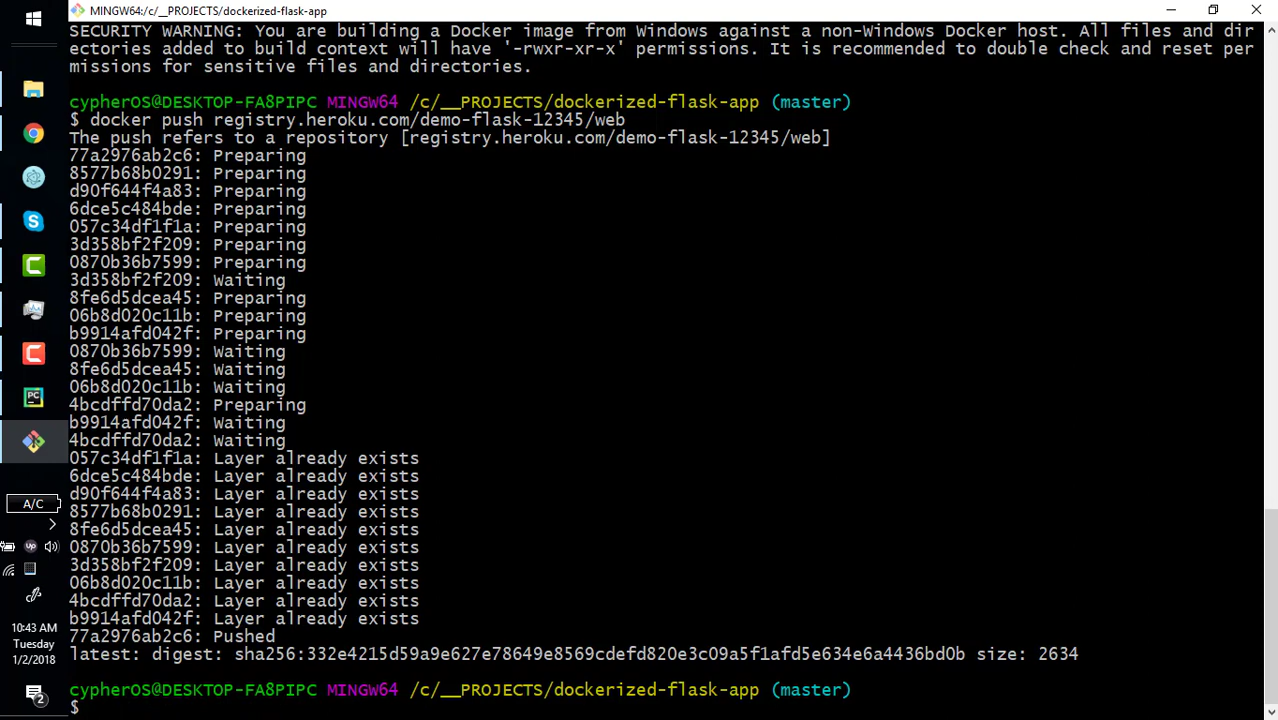 MINGW64:/c/__PROJECTS/dockerized-flask-app
SECURITY WARNING: You are building a Docker image from Windows against a non-Windows Docker host. All files and dir
ectories added to build context will have '-rwxr-xr-x' permissions. It is recommended to double check and reset per
missions for sensitive files and directories.
cypherOS@DESKTOP-FA8PIPC MINGW64 /c/__PROJECTS/dockerized-flask-app (master)
$ docker push registry.heroku.com/demo-flask-12345/web
The push refers to a repository [registry.heroku.com/demo-flask-12345/web]
77a2976ab2c6: Preparing
8577b68b0291: Preparing
d90f644f4a83: Preparing
6dce5c484bde: Preparing
057c34df1f1a: Preparing
3d358bf2f209: Preparing
0870b36b7599: Preparing
3d358bf2f209: Waiting
8fe6d5dcea45: Preparing
06b8d020c11b: Preparing
b9914afd042f: Preparing
0870b36b7599: Waiting
8fe6d5dcea45: Waiting
06b8d020c11b: Waiting
4bcdffd70da2: Preparing
b9914afd042f: Waiting
4bcdffd70da2: Waiting
057c34df1f1a: Layer already exists
6dce5c484bde: Layer already exists
d90f644f4a83: Layer already exists
8577b68b0291: Layer already exists
8fe6d5dcea45: Layer already exists
0870b36b7599: Layer already exists
3d358bf2f209: Layer already exists
06b8d020c11b: Layer already exists
4bcdffd70da2: Layer already exists
b9914afd042f: Layer already exists
77a2976ab2c6: Pushed
latest: digest: sha256:332e4215d59a9e627e78649e8569cdefd820e3c09a5f1afd5e634e6a4436bd0b size: 2634
cypherOS@DESKTOP-FA8PIPC MINGW64 /c/__PROJECTS/dockerized-flask-app (master)
$
PC
A/C
up
10:43 AM
Tuesday
1/2/2018
2